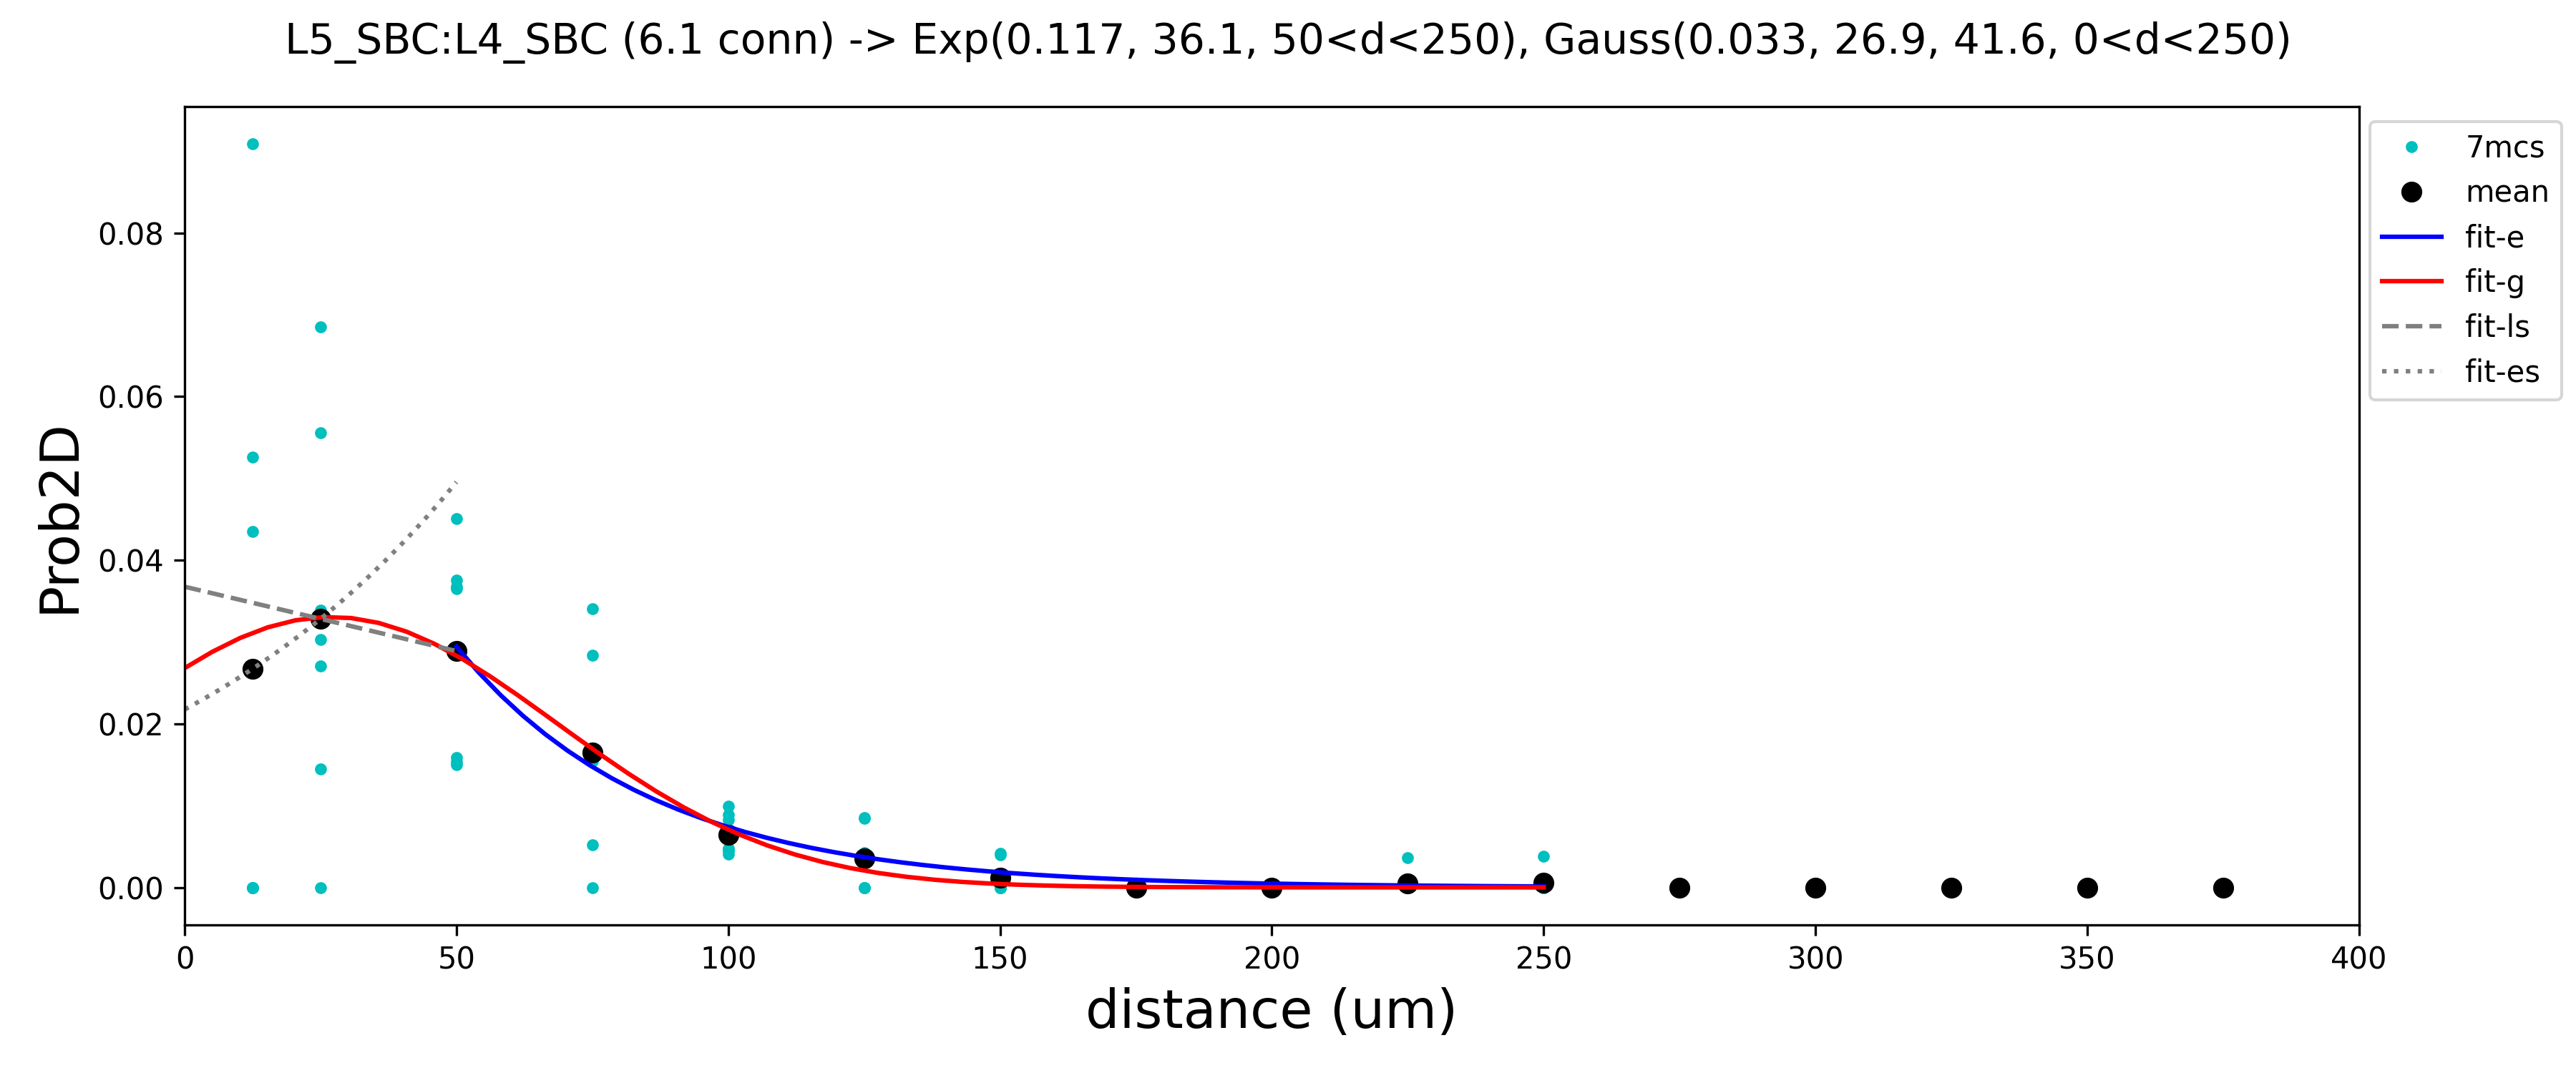 L5_SBC:L4_SBC (6.1 conn) -> Exp(0.117, 36.1, 50<d<250), Gauss(0.033, 26.9, 41.6, 0<d<250)
7mcs
mean
fit-e
fit-g
fit-ls
fit-es
Prob2D
0.08
0.06
0.04
0.02
0.00
0 50 100 150 200 250 300 350 400
distance (um)